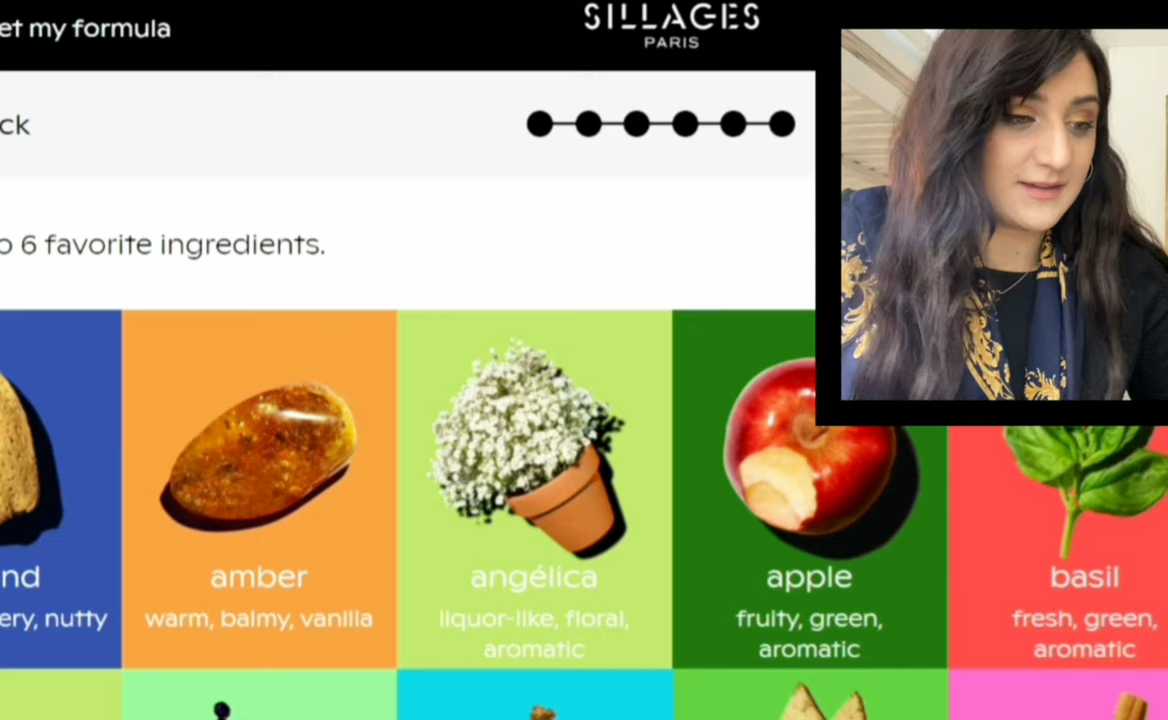 et my formula
SILLAGES
PARIS
ck
o 6 favorite ingredients.
nd
ery, nutty
amber
warm, balmy, vanilla
angélica
liquor-like, floral,
aromatic
apple
fruity, green,
aromatic
basil
fresh, green,
aromatic